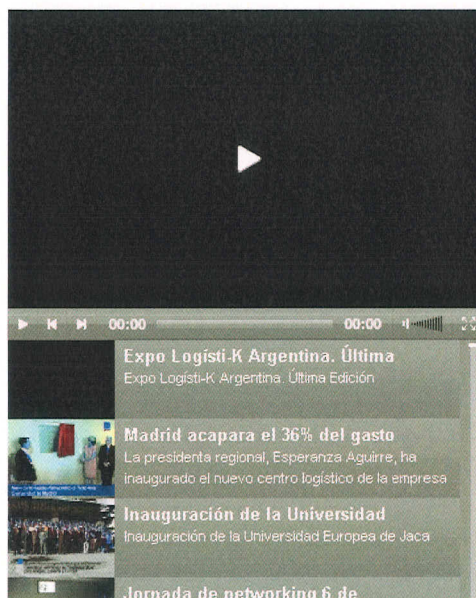 00:00 00:00
Expo Logísti-K Argentina. Última
Expo Logísti-K Argentina. Última Edición
Madrid acapara el 36% del gasto
La presidenta regional, Esperanza Aguirre, ha
inaugurado el nuevo centro logístico de la empresa
Inauguración de la Universidad
Inauguración de la Universidad Europea de Jaca
Jornada de networking 6 de